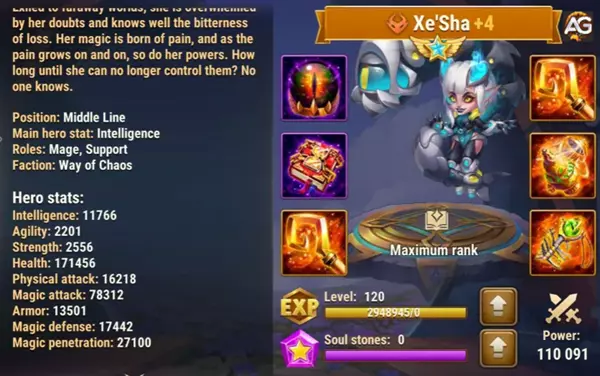 Exiled to faraway worlds, she is overwhelmed
by her doubts and knows well the bitterness
of loss. Her magic is born of pain, and as the
pain grows on and on, so do her powers. How
long until she can no longer control them? No
one knows.
Position: Middle Line
Main hero stat: Intelligence
Roles: Mage, Support
Faction: Way of Chaos
Hero stats:
Intelligence: 11766
Agility: 2201
Strength: 2556
Health: 171456
Physical attack: 16218
Magic attack: 78312
Armor: 13501
Magic defense: 17442
Magic penetration: 27100
Xe'Sha +4
AG
Maximum rank
EXP
Level: 120
2948945/0
Soul stones: 0
Power:
110 091